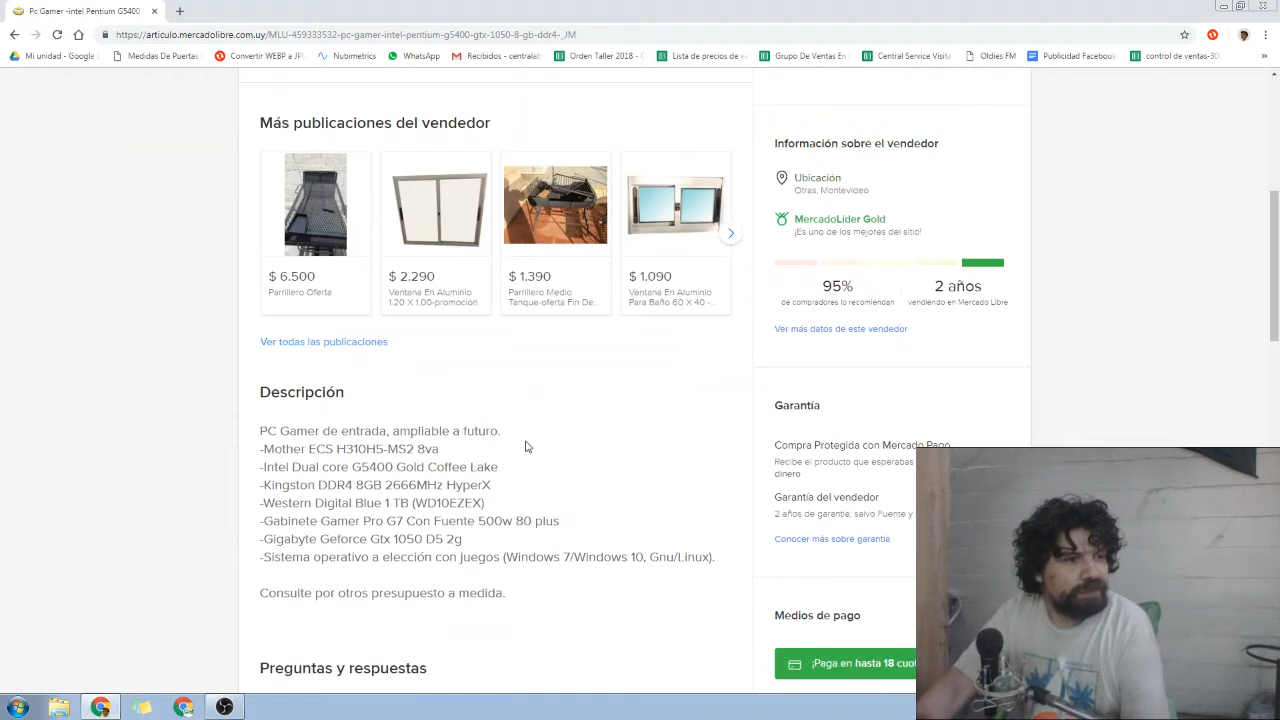 Pc Gamer -intel Pentium G5400
https://articulo.mercadolibre.com.uy/MLU-459333532-pc-gamer-intel-pentium-g5400-gtx-1050-8-gb-ddr4-_JM
Mi unidad - Google
Medidas De Puertas
Convertir WEBP a JPG
Nubimetrics
WhatsApp
Recibidos - centralab
Orden Taller 2018 -
Lista de precios de
Grupo De Ventas En
Central Service Visita
Oldies FM
Publicidad Facebook
control de ventas-30
Más publicaciones del vendedor
$ 6.500
Parrillero Oferta
$ 2.290
Ventana En Aluminio
1.20 X 1.00-promocion
$ 1.390
Parrillero Medio
Tanque-oferta Fin De...
$ 1.090
Ventana En Aluminio
Para Baño 60 X 40 -...
Ver todas las publicaciones
Descripción
PC Gamer de entrada, ampliable a futuro.
-Mother ECS H310H5-MS2 8va
-Intel Dual core G5400 Gold Coffee Lake
-Kingston DDR4 8GB 2666MHz HyperX
-Western Digital Blue 1 TB (WD10EZEX)
-Gabinete Gamer Pro G7 Con Fuente 500w 80 plus
-Gigabyte Geforce Gtx 1050 D5 2g
-Sistema operativo a elección con juegos (Windows 7/Windows 10, Gnu/Linux).
Consulte por otros presupuesto a medida.
Preguntas y respuestas
Información sobre el vendedor
Ubicación
Otras, Montevideo
MercadoLíder Gold
¡Es uno de los mejores del sitio!
95%
de compradores lo recomiendan
2 años
vendiendo en Mercado Libre
Ver más datos de este vendedor
Garantía
Compra Protegida con Mercado Pago
Recibe el producto que esperabas
dinero
Garantía del vendedor
2 años de garantía, salvo Fuente y
Conocer más sobre garantía
Medios de pago
¡Paga en hasta 18 cuot